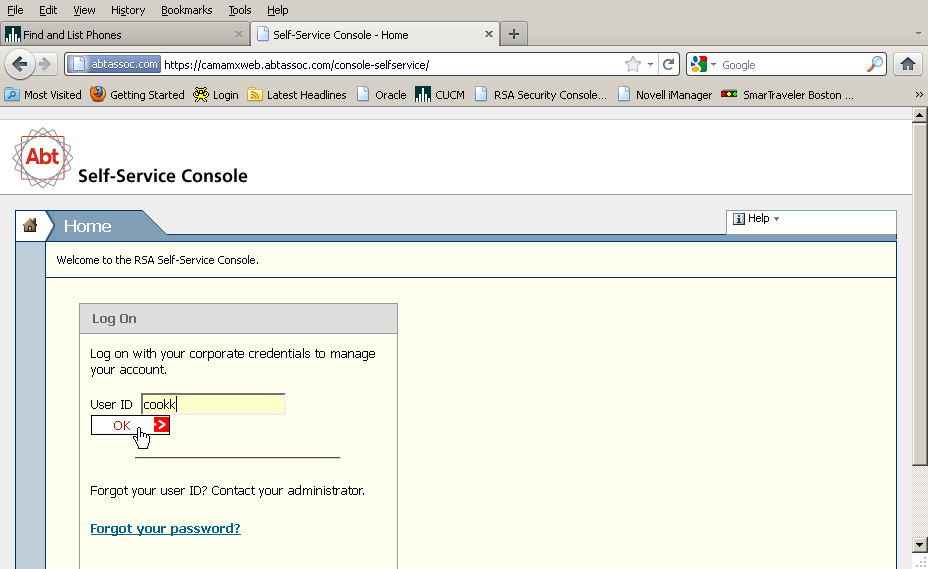 File Edit View History Bookmarks Tools Help
Find and List Phones × Self-Service Console - Home ×
abtassoc.com https://camamxweb.abtassoc.com/console-selfservice/ Google
Most Visited Getting Started Login Latest Headlines Oracle CUCM RSA Security Console... Novell iManager SmarTraveler Boston ... »
Abt Self-Service Console
Home Help
Welcome to the RSA Self-Service Console.
Log On
Log on with your corporate credentials to manage
your account.
User ID cookk
OK
Forgot your user ID? Contact your administrator.
Forgot your password?